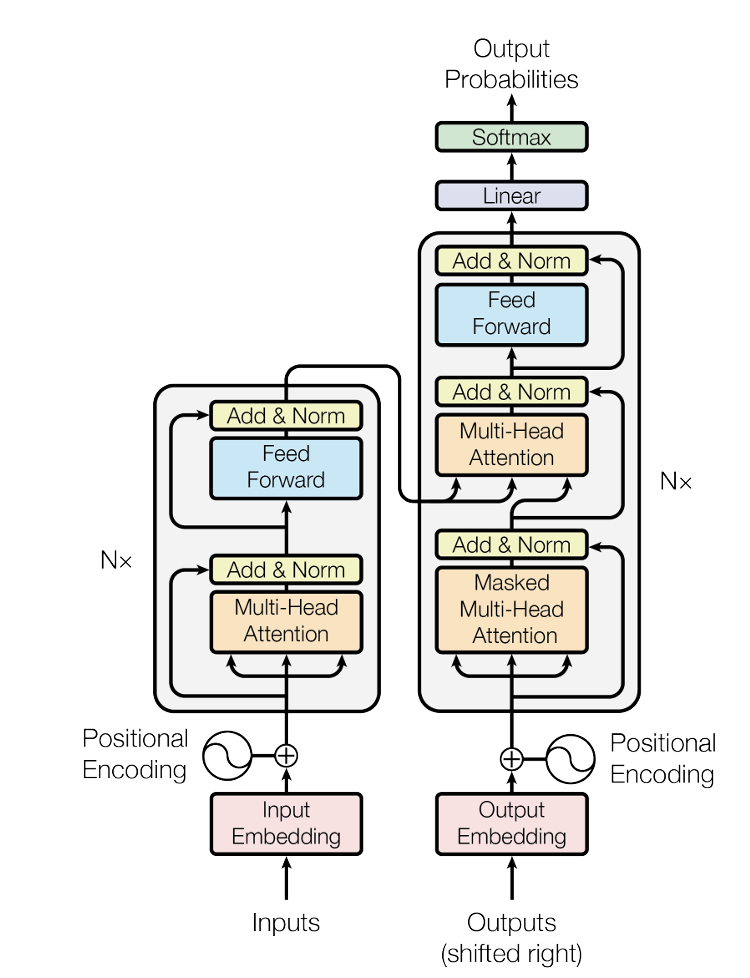 Output
Probabilities
Softmax
Linear
Add & Norm
Feed
Forward
Add & Norm
Multi-Head
Attention
Nx
Add & Norm
Masked
Multi-Head
Attention
Add & Norm
Feed
Forward
Nx
Add & Norm
Multi-Head
Attention
Positional
Encoding
Positional
Encoding
Input
Embedding
Output
Embedding
Inputs
Outputs
(shifted right)